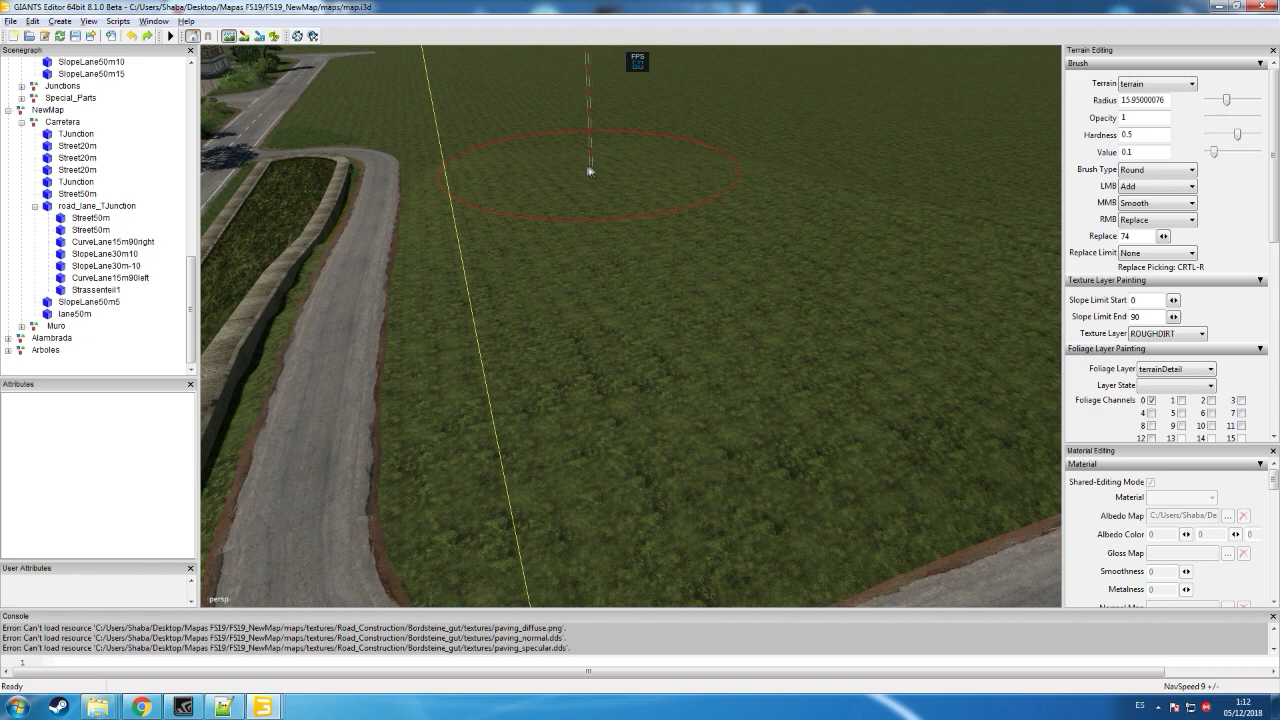 GIANTS Editor 64bit 8.1.0 Beta - C:/Users/Shaba/Desktop/Mapas FS19/FS19_NewMap/maps/map.i3d
File Edit Create View Scripts Window Help
Scenegraph
SlopeLane50m10
SlopeLane50m15
Junctions
Special_Parts
NewMap
Carretera
TJunction
Street20m
Street20m
Street20m
TJunction
Street50m
road_lane_TJunction
Street50m
Street50m
CurveLane15m90right
SlopeLane30m10
SlopeLane30m-10
CurveLane15m90left
Strassenteil1
SlopeLane50m5
lane50m
Muro
Alambrada
Arboles
Attributes
User Attributes
FPS
60
persp
Terrain Editing
Brush
Terrain terrain
Radius 15.95000076
Opacity 1
Hardness 0.5
Value 0.1
Brush Type Round
LMB Add
MMB Smooth
RMB Replace
Replace 74
Replace Limit None
Replace Picking: CRTL-R
Texture Layer Painting
Slope Limit Start 0
Slope Limit End 90
Texture Layer ROUGHDIRT
Foliage Layer Painting
Foliage Layer terrainDetail
Layer State
Foliage Channels 0 1 2 3
4 5 6 7
8 9 10 11
12 13 14 15
Material Editing
Material
Shared-Editing Mode
Material
Albedo Map C:/Users/Shaba/De ...
Albedo Color 0 0 0
Gloss Map ...
Smoothness 0
Metalness 0
Normal Map
Console
Error: Can't load resource 'C:/Users/Shaba/Desktop/Mapas FS19/FS19_NewMap/maps/textures/Road_Construction/Bordsteine_gut/textures/paving_diffuse.png'.
Error: Can't load resource 'C:/Users/Shaba/Desktop/Mapas FS19/FS19_NewMap/maps/textures/Road_Construction/Bordsteine_gut/textures/paving_normal.dds'.
Error: Can't load resource 'C:/Users/Shaba/Desktop/Mapas FS19/FS19_NewMap/maps/textures/Road_Construction/Bordsteine_gut/textures/paving_specular.dds'.
1
Ready
NavSpeed 9 +/-
ES
1:12
05/12/2018